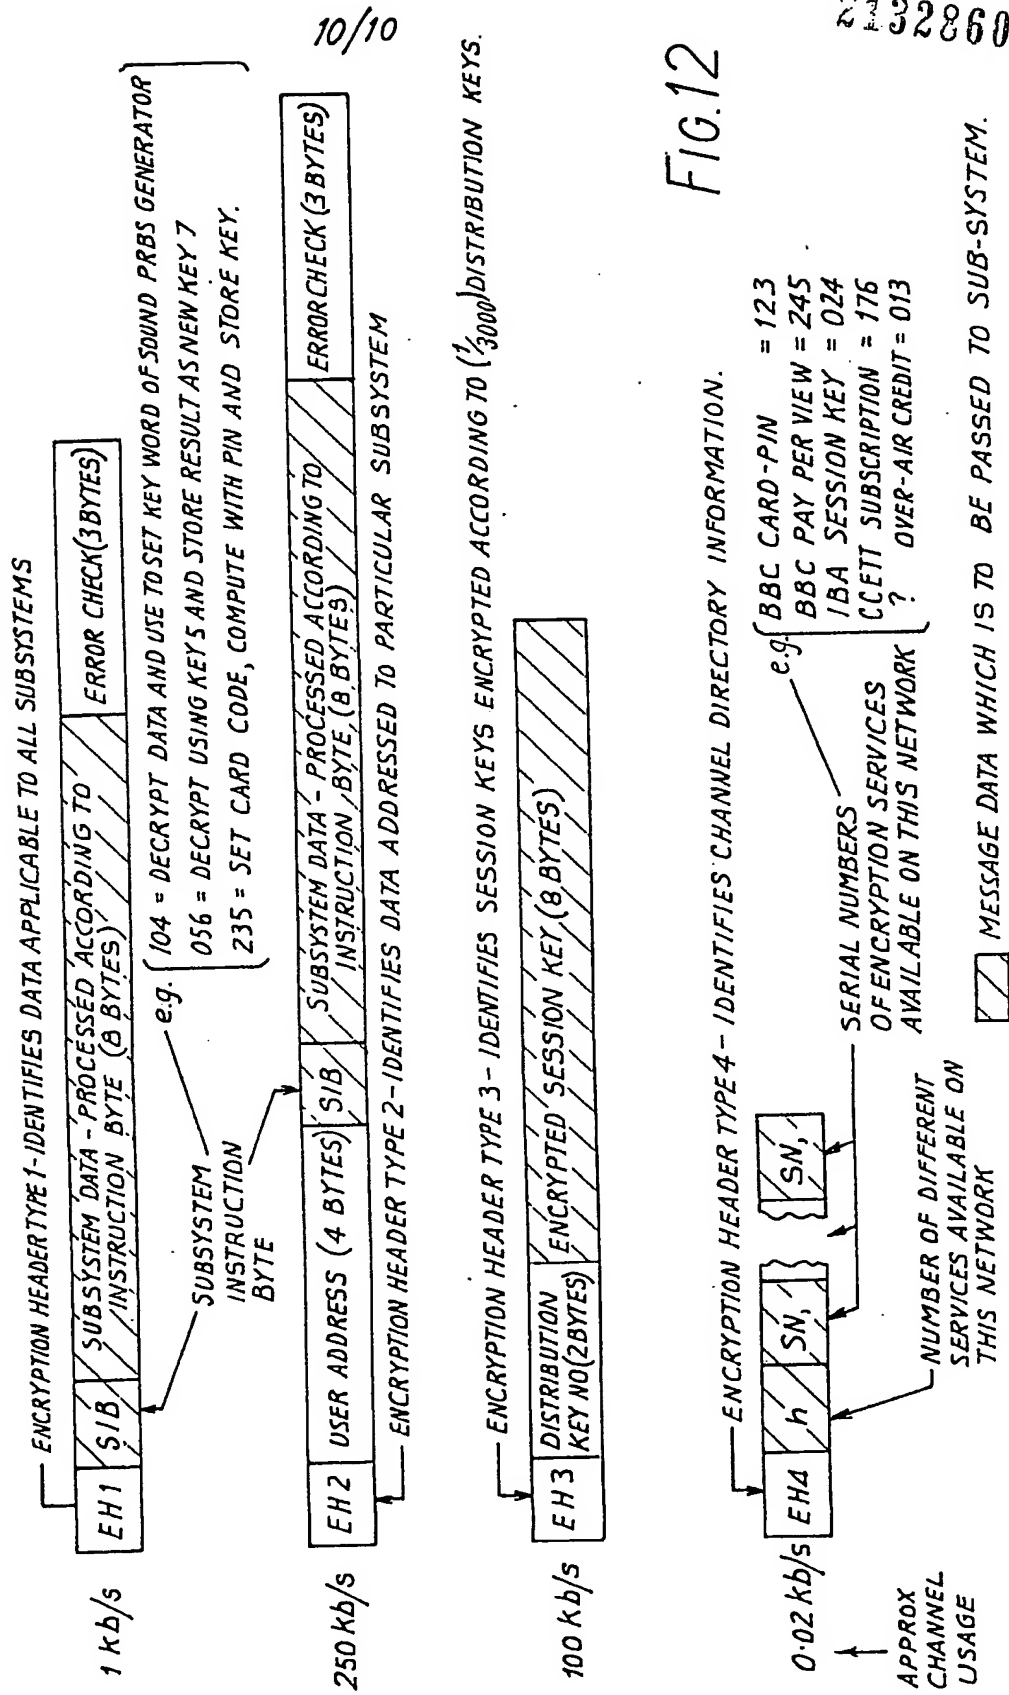 10/10
2132860
ENCRYPTION HEADER TYPE 1-IDENTIFIES DATA APPLICABLE TO ALL SUBSYSTEMS
1 kb/s
EH1
SIB
SUBSYSTEM DATA - PROCESSED ACCORDING TO
INSTRUCTION BYTE (8 BYTES)
ERROR CHECK (3BYTES)
SUBSYSTEM
INSTRUCTION
BYTE
e.g.
104 = DECRYPT DATA AND USE TO SET KEY WORD OF SOUND PRBS GENERATOR
056 = DECRYPT USING KEY 5 AND STORE RESULT AS NEW KEY 7
235 = SET CARD CODE, COMPUTE WITH PIN AND STORE KEY.
250 kb/s
EH2
USER ADDRESS (4 BYTES)
SIB
SUBSYSTEM DATA - PROCESSED ACCORDING TO
INSTRUCTION BYTE, (8 BYTES)
ERROR CHECK (3 BYTES)
ENCRYPTION HEADER TYPE 2-IDENTIFIES DATA ADDRESSED TO PARTICULAR SUBSYSTEM
ENCRYPTION HEADER TYPE 3 - IDENTIFIES SESSION KEYS ENCRYPTED ACCORDING TO (1/3000) DISTRIBUTION KEYS.
100 kb/s
EH3
DISTRIBUTION
KEY NO (2BYTES)
ENCRYPTED SESSION KEY (8 BYTES)
ENCRYPTION HEADER TYPE 4 - IDENTIFIES CHANNEL DIRECTORY INFORMATION.
0·02 kb/s
EH4
h
SN,
SN,
APPROX
CHANNEL
USAGE
NUMBER OF DIFFERENT
SERVICES AVAILABLE ON
THIS NETWORK
SERIAL NUMBERS
OF ENCRYPTION SERVICES
AVAILABLE ON THIS NETWORK
e.g.
BBC CARD-PIN = 123
BBC PAY PER VIEW = 245
IBA SESSION KEY = 024
CCETT SUBSCRIPTION = 176
? OVER-AIR CREDIT = 013
MESSAGE DATA WHICH IS TO BE PASSED TO SUB-SYSTEM.
FIG.12